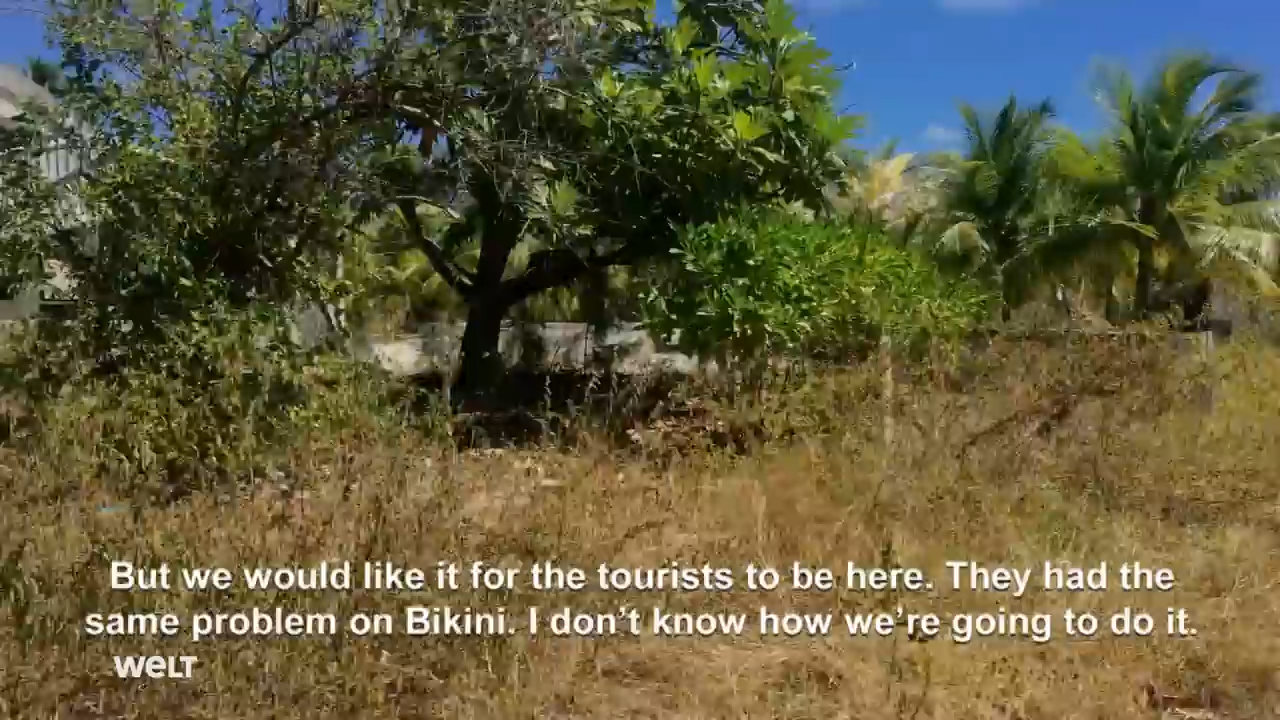 But we would like it for the tourists to be here. They had the
same problem on Bikini. I don’t know how we’re going to do it.
WELT